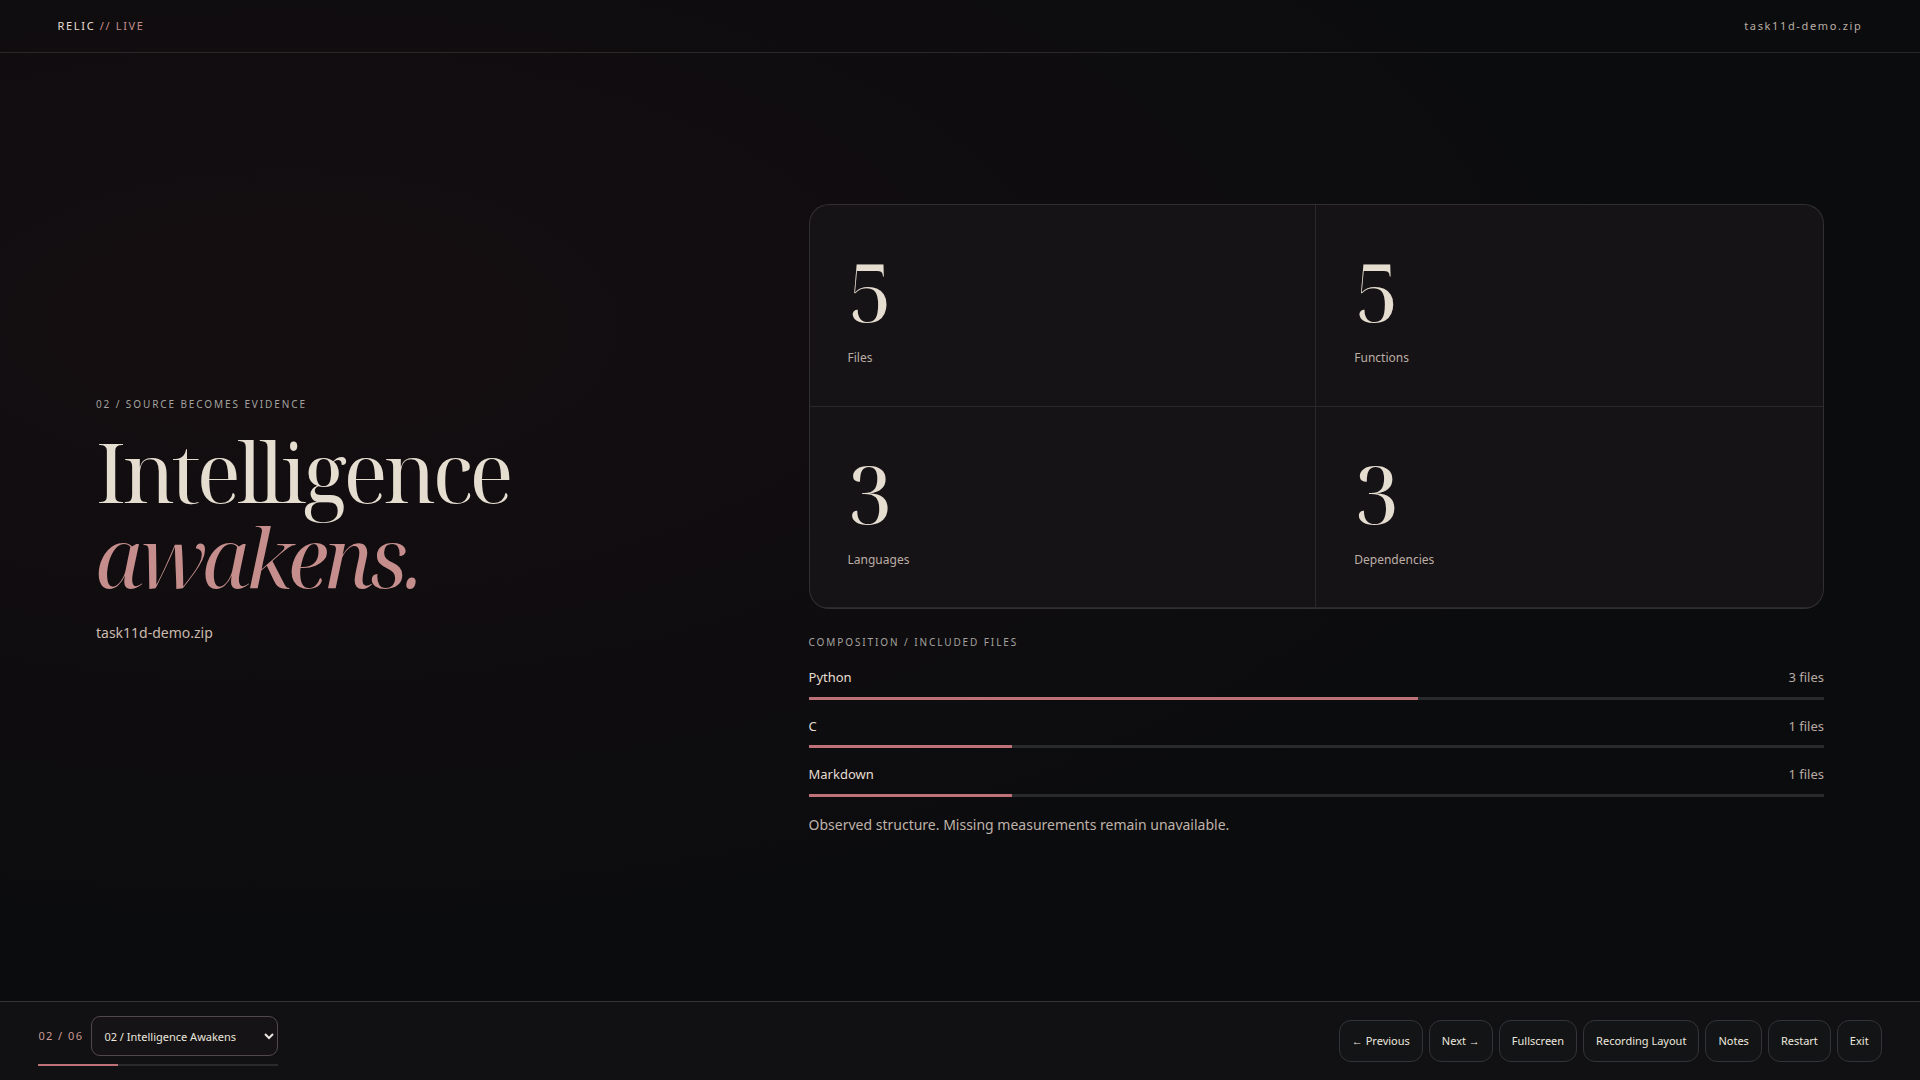 RELIC // LIVE
task11d-demo.zip
02 / SOURCE BECOMES EVIDENCE
Intelligence
awakens.
task11d-demo.zip
5
Files
5
Functions
3
Languages
3
Dependencies
COMPOSITION / INCLUDED FILES
Python 3 files
C 1 files
Markdown 1 files
Observed structure. Missing measurements remain unavailable.
02 / 06
02 / Intelligence Awakens
← Previous
Next →
Fullscreen
Recording Layout
Notes
Restart
Exit